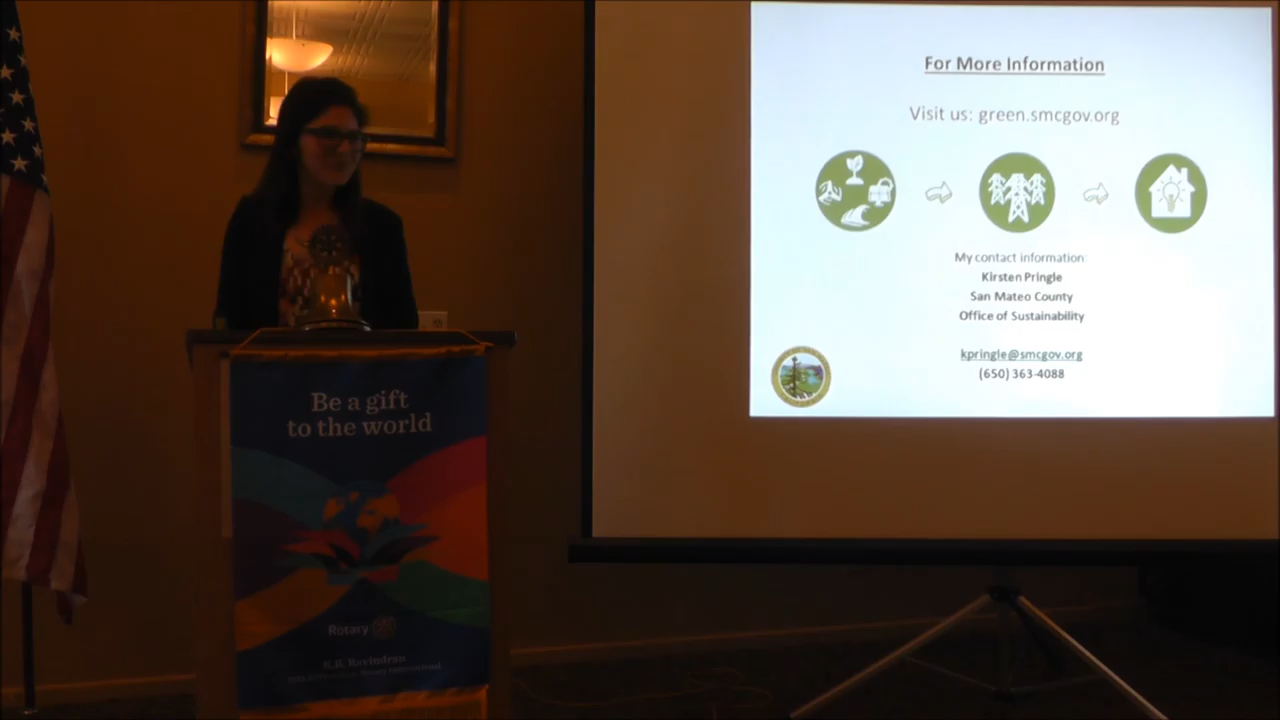 For More Information
Visit us: green.smcgov.org
My contact information:
Kirsten Pringle
San Mateo County
Office of Sustainability
kpringle@smcgov.org
(650) 363-4088
Be a gift
to the world
Rotary
K.R. Ravindran